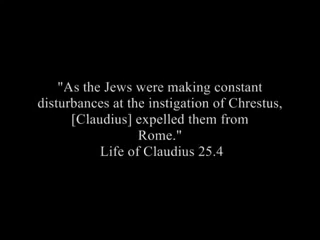 "As the Jews were making constant
disturbances at the instigation of Chrestus,
[Claudius] expelled them from
Rome."
Life of Claudius 25.4